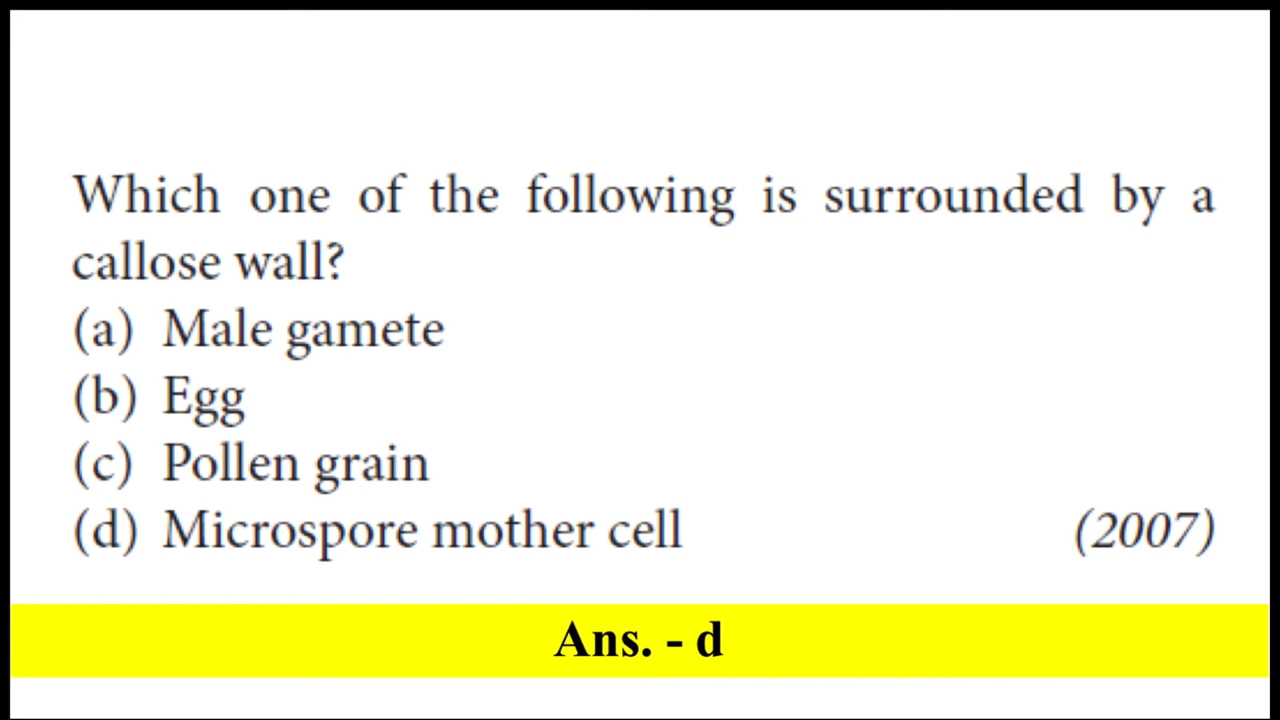 Which one of the following is surrounded by a
callose wall?
(a) Male gamete
(b) Egg
(c) Pollen grain
(d) Microspore mother cell (2007)
Ans. - d